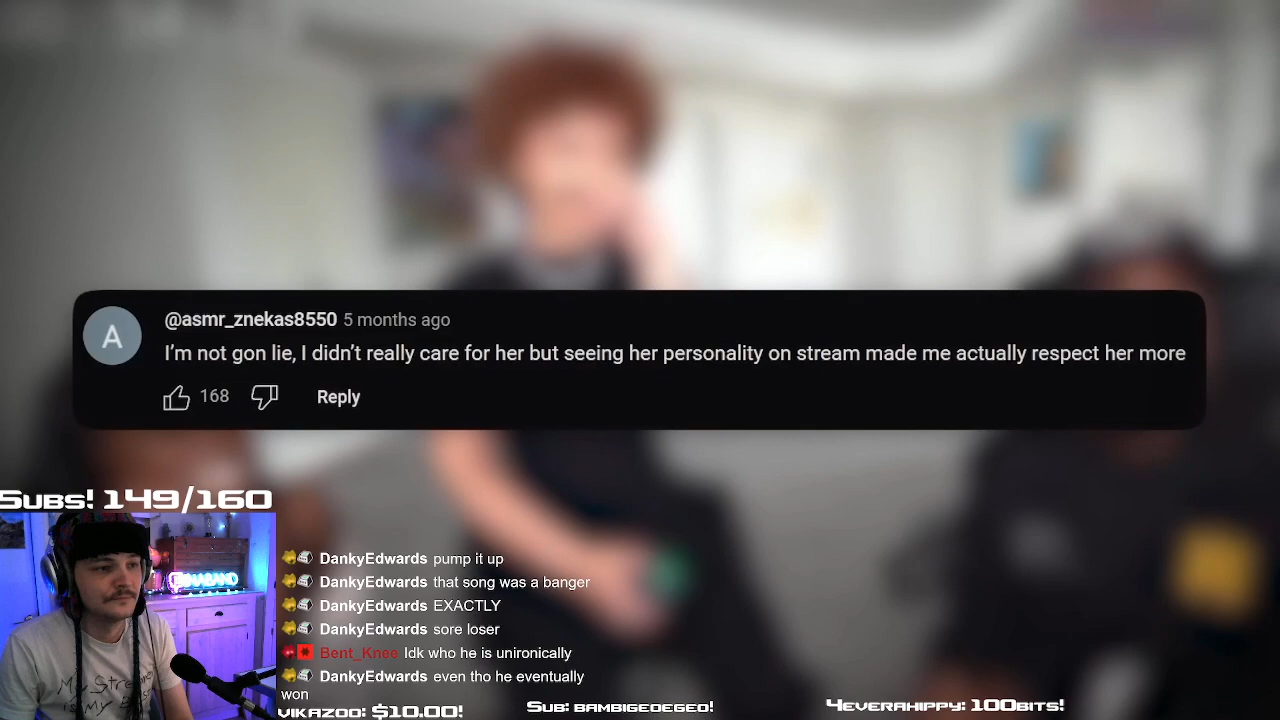 A
@asmr_znekas8550 5 months ago
I'm not gon lie, I didn't really care for her but seeing her personality on stream made me actually respect her more
168
Reply
Subs! 149/160
DankyEdwards pump it up
DankyEdwards that song was a banger
DankyEdwards EXACTLY
DankyEdwards sore loser
Bent_Knee Idk who he is unironically
DankyEdwards even tho he eventually
won
vikazoo: $10.00!
Sub: bambigedegeo!
4everahippy: 100bits!